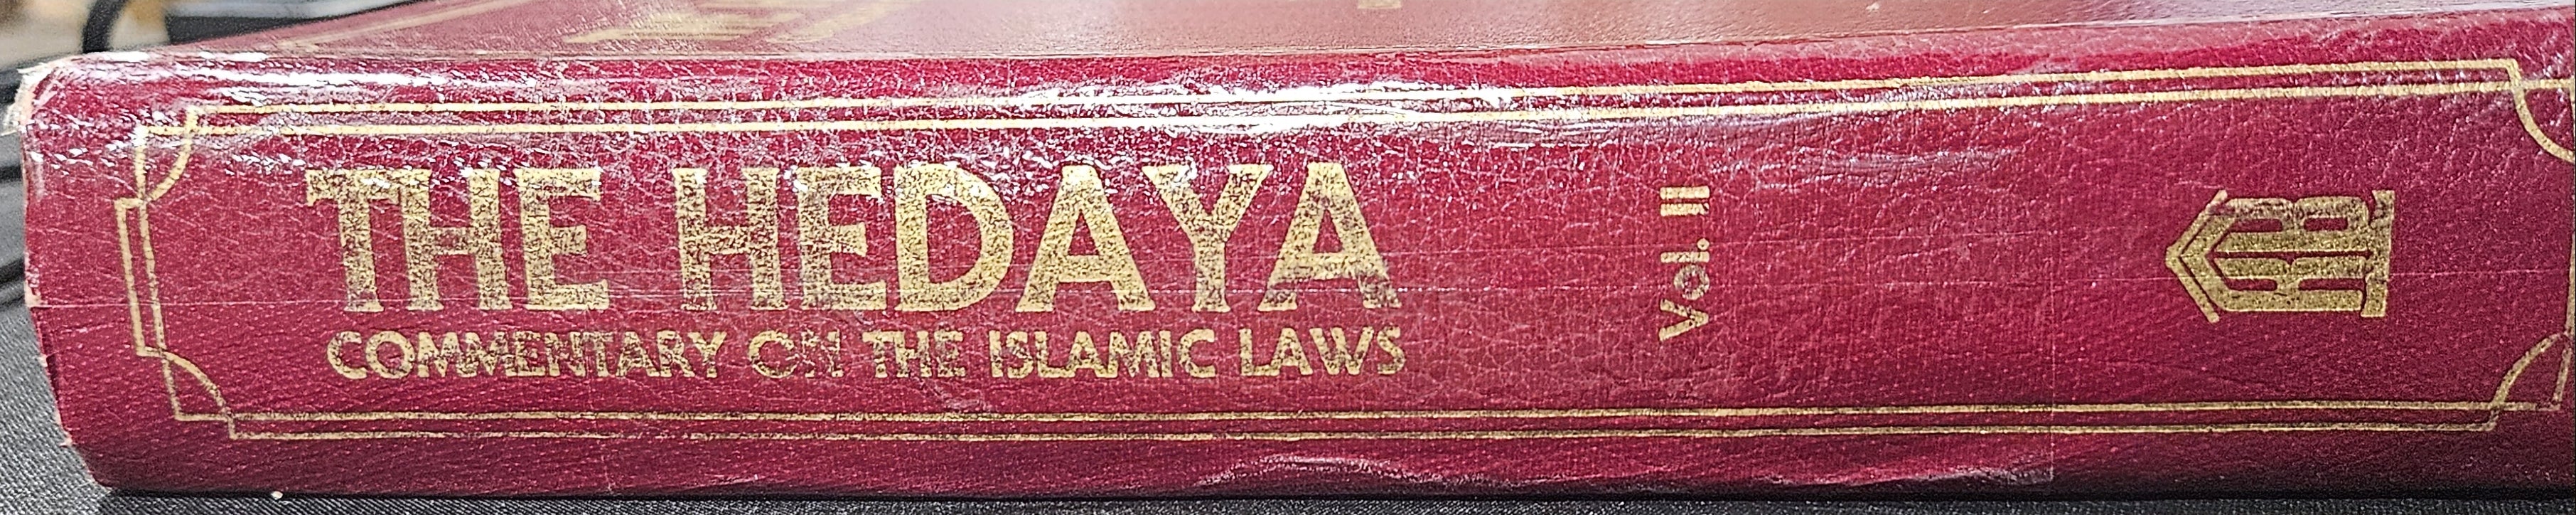 THE HEDAYA
COMMENTARY ON THE ISLAMIC LAWS
Vol. II